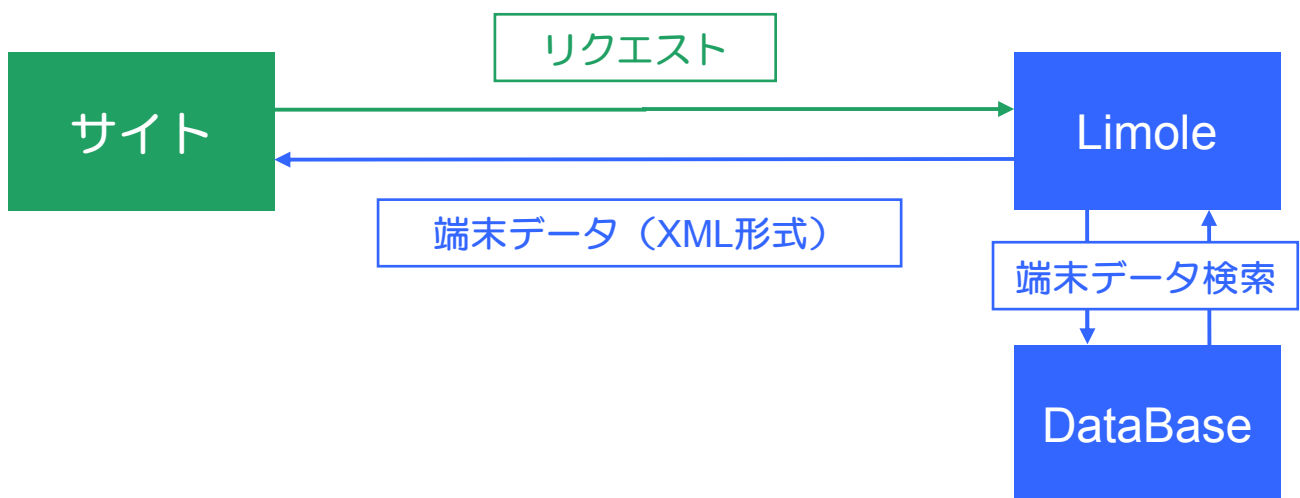 リクエスト
サイト
Limole
端末データ（XML形式）
端末データ検索
DataBase